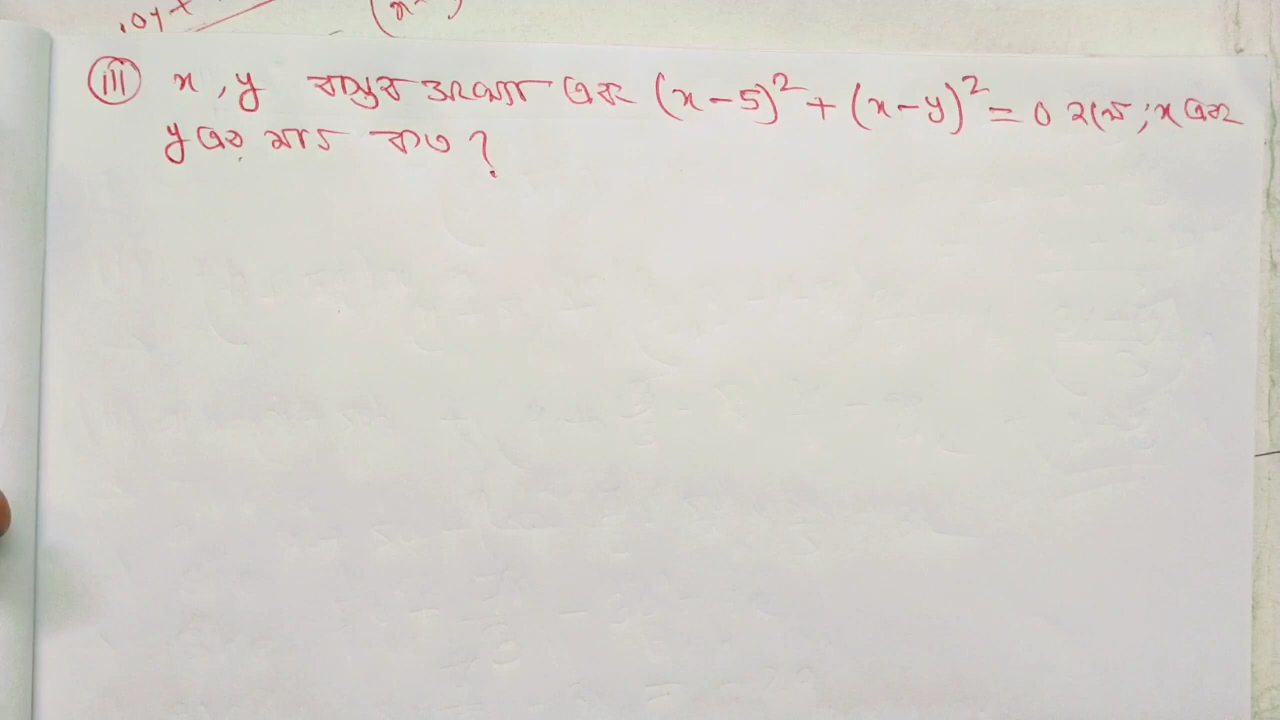 (iii) x, y বাস্তব সংখ্যা এবং (x-5)² + (x-y)² = 0 হলে; x এবং
y এর মান কত?